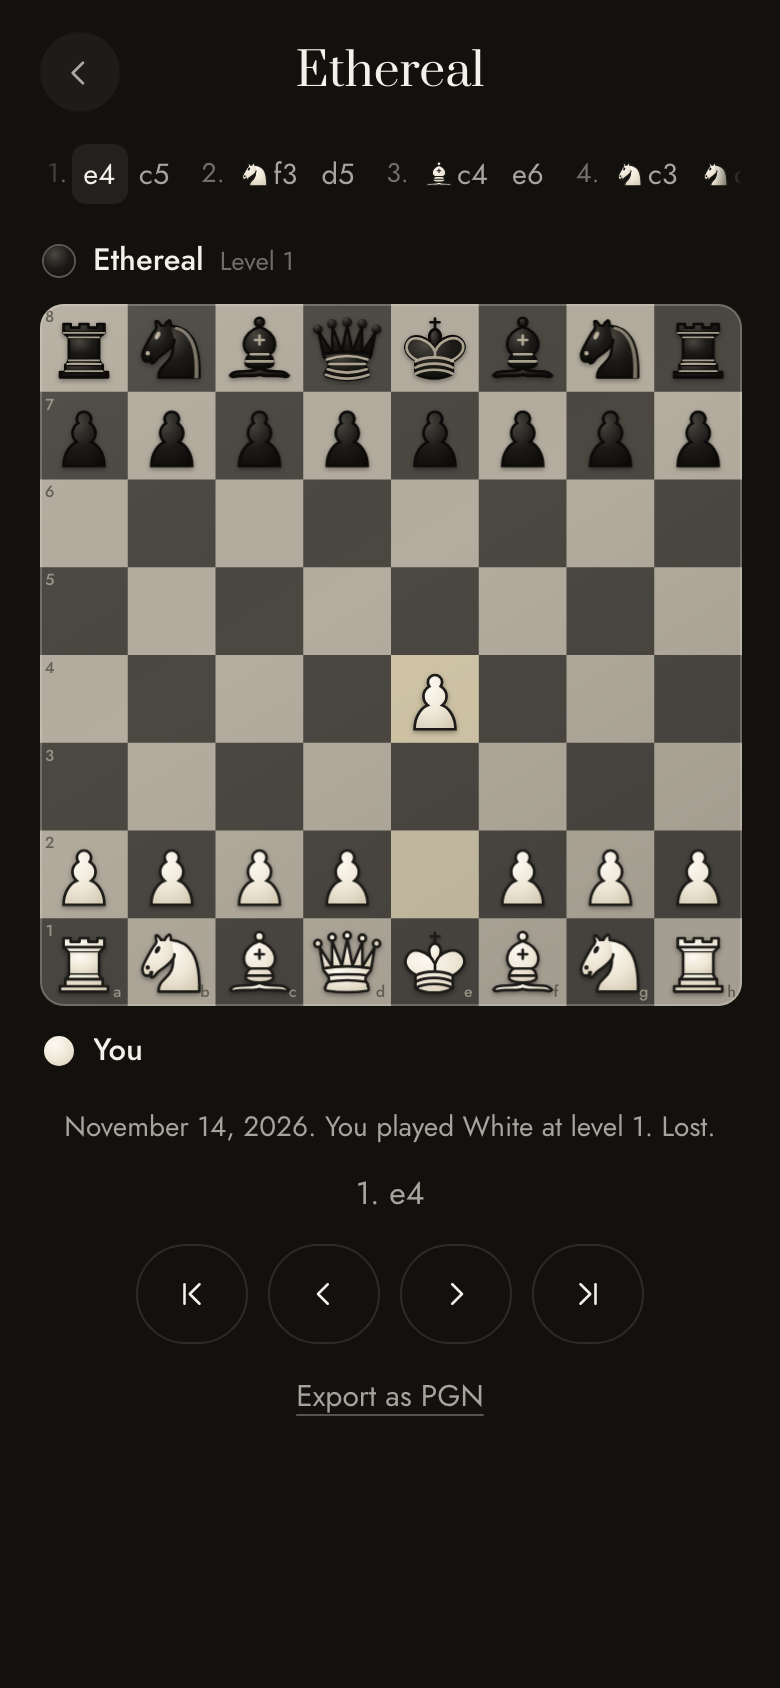 Ethereal
1. e4 c5 2. f3 d5 3. c4 e6 4. c3
Ethereal Level 1
8
7
6
5
4
3
2
1
a b c d e f g h
You
November 14, 2026. You played White at level 1. Lost.
1. e4
Export as PGN